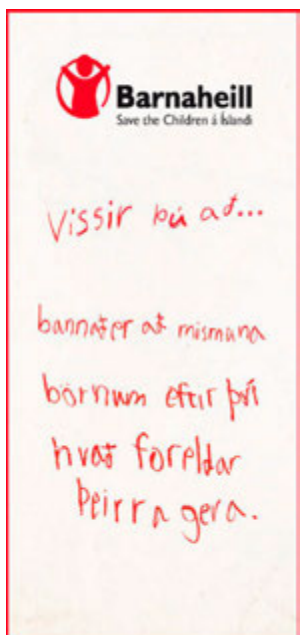 Barnaheill
Save the Children á Íslandi
Vissir þú að...
bannað er að mismuna
börnum eftir því
hvað foreldar
þeirra gera.